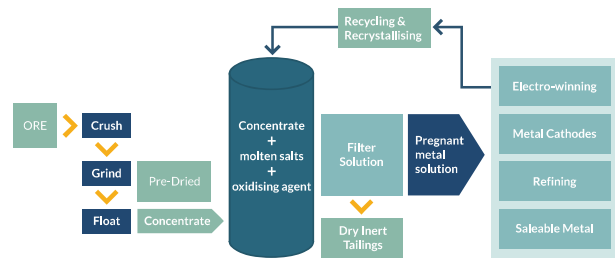 Recycling &
Recrystallising
ORE
Crush
Grind
Float
Pre-Dried
Concentrate
Concentrate
+
molten salts
+
oxidising agent
Filter
Solution
Dry Inert
Tailings
Pregnant
metal
solution
Electro-winning
Metal Cathodes
Refining
Saleable Metal